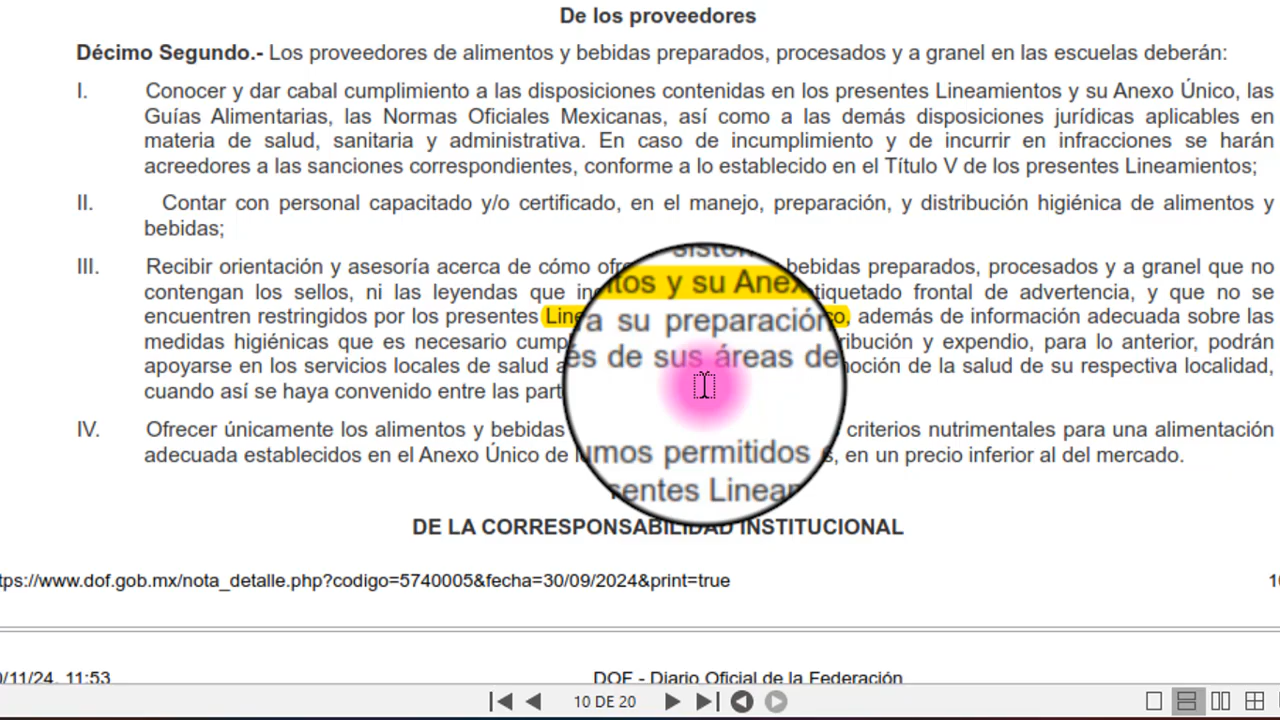 De los proveedores
Décimo Segundo.- Los proveedores de alimentos y bebidas preparados, procesados y a granel en las escuelas deberán:
I. Conocer y dar cabal cumplimiento a las disposiciones contenidas en los presentes Lineamientos y su Anexo Único, las
Guías Alimentarias, las Normas Oficiales Mexicanas, así como a las demás disposiciones jurídicas aplicables en
materia de salud, sanitaria y administrativa. En caso de incumplimiento y de incurrir en infracciones se harán
acreedores a las sanciones correspondientes, conforme a lo establecido en el Título V de los presentes Lineamientos;
II. Contar con personal capacitado y/o certificado, en el manejo, preparación, y distribución higiénica de alimentos y
bebidas;
III. Recibir orientación y asesoría acerca de cómo bebidas preparados, procesados y a granel que no
contengan los sellos, ni las leyendas que tiquetado frontal de advertencia, y que no se
tos y su Anex
encuentren restringidos por los presentes Line co, además de información adecuada sobre las
a su preparación
medidas higiénicas que es necesario ribución y expendio, para lo anterior, podrán
és de sus áreas de
apoyarse en los servicios locales de salud moción de la salud de su respectiva localidad,
cuando así se haya convenido entre las part
IV. Ofrecer únicamente los alimentos y bebidas criterios nutrimentales para una alimentación
umos permitidos
adecuada establecidos en el Anexo Único de s, en un precio inferior al del mercado.
sentes Linear
DE LA CORRESPONSABILIDAD INSTITUCIONAL
tps://www.dof.gob.mx/nota_detalle.php?codigo=5740005&fecha=30/09/2024&print=true 10
0/11/24, 11:53 DOF - Diario Oficial de la Federación
10 DE 20